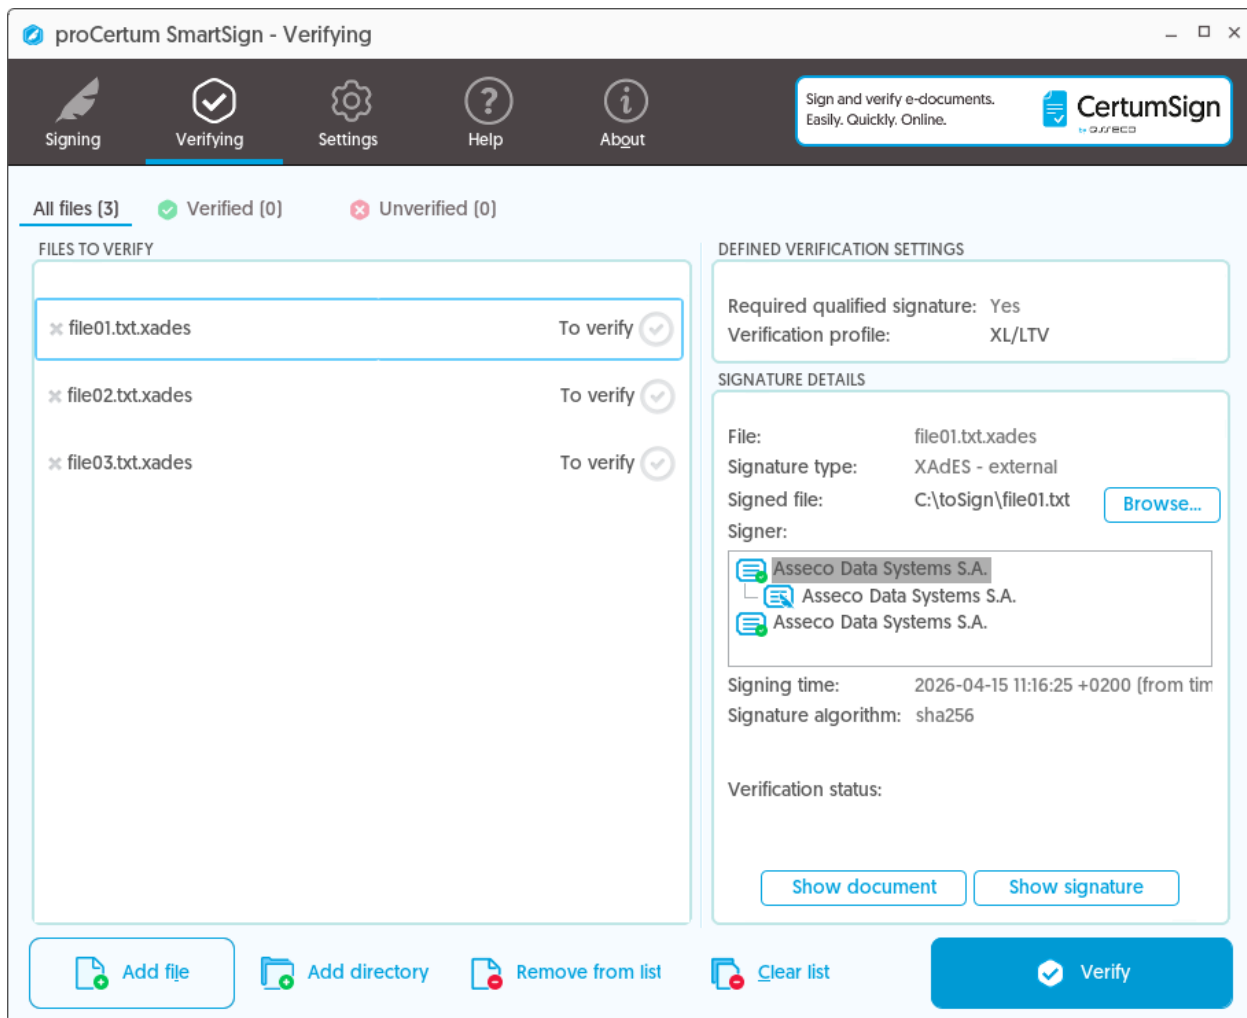 proCertum SmartSign - Verifying
Signing
Verifying
Settings
Help
About
Sign and verify e-documents.
Easily. Quickly. Online.
CertumSign
by asseco
All files (3)
Verified (0)
Unverified (0)
FILES TO VERIFY
file01.txt.xades To verify
file02.txt.xades To verify
file03.txt.xades To verify
DEFINED VERIFICATION SETTINGS
Required qualified signature: Yes
Verification profile: XL/LTV
SIGNATURE DETAILS
File: file01.txt.xades
Signature type: XAdES - external
Signed file: C:\toSign\file01.txt Browse...
Signer:
Asseco Data Systems S.A.
Asseco Data Systems S.A.
Asseco Data Systems S.A.
Signing time: 2026-04-15 11:16:25 +0200 (from tim
Signature algorithm: sha256
Verification status:
Show document Show signature
Add file Add directory Remove from list Clear list Verify